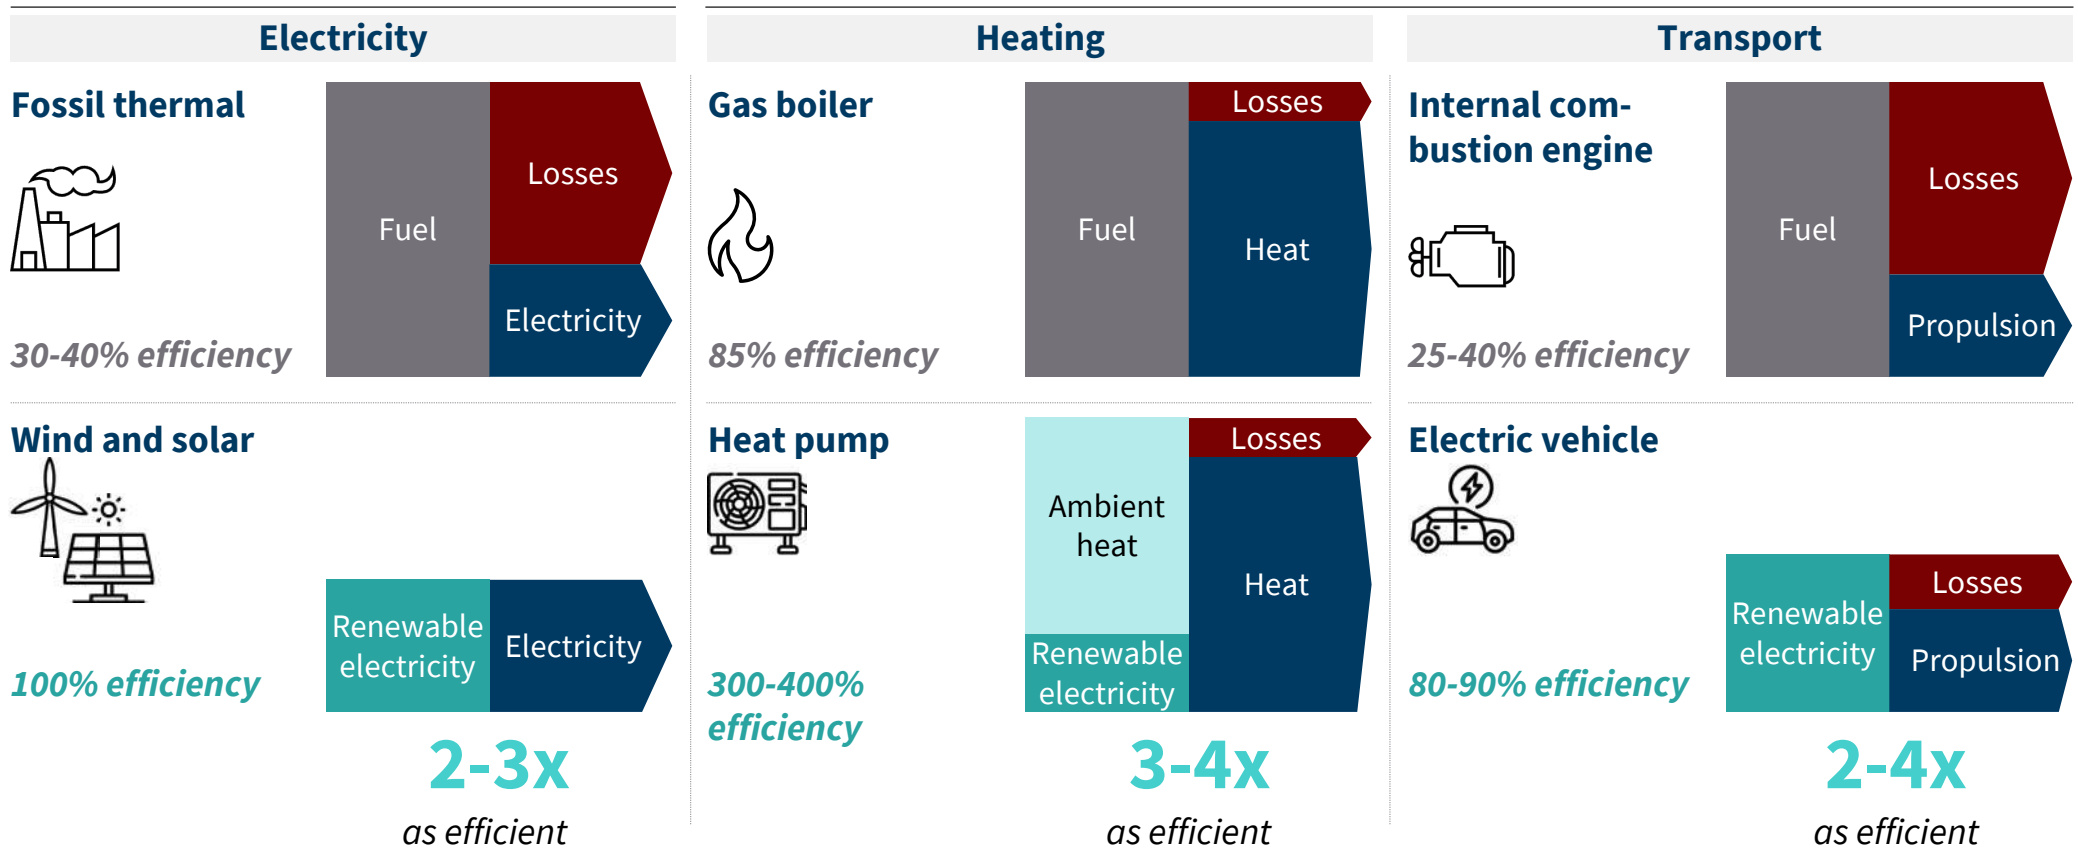 Electricity
Heating
Transport
Fossil thermal
Losses
Fuel
Electricity
30-40% efficiency
Gas boiler
Losses
Fuel
Heat
85% efficiency
Internal com-
bustion engine
Losses
Fuel
Propulsion
25-40% efficiency
Wind and solar
Renewable
electricity
Electricity
100% efficiency
2-3x
as efficient
Heat pump
Losses
Ambient
heat
Heat
Renewable
electricity
300-400%
efficiency
3-4x
as efficient
Electric vehicle
Losses
Renewable
electricity
Propulsion
80-90% efficiency
2-4x
as efficient